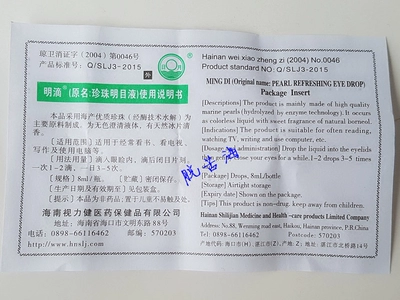 琼卫消证字（2004）第0046号
产品标准号：Q/SLJ3-2015
外
明滴®(原名:珍珠明目液)使用说明书
本品采用海产优质珍珠（经酶技术水解）为
主要原料制成。为无色澄清液体，有天然冰片清
香。
[适用范围] 适用于经常看书、看电视、
写作及使用电脑等。
[用法用量] 滴入眼睑内、滴后闭目片刻、
一次1-2滴，一日3-5次。
[规格] 8ml/瓶。 [贮藏] 密闭保存。
[生产日期及有效期] 见包装盒。
[提示] 本品为非药品;置于儿童不易触及处。
海南视力健医药保健品有限公司
地址：海南省海口市文明东路88号
电话：0898-66116462 邮编：570203
Hainan wei xiao zheng zi (2004) No.0046
Product standard NO.: Q/SLJ3-2015
MING DI (Original name: PEARL REFRESHING EYE DROP)
Package Insert
[Descriptions] The product is mainly made of high quality
marine pearls (hydrolyzed by enzyme technology). It occurs
as colorless liquid with sweet fragrance of natural borneol.
[Indications] The product is suitable for often reading,
watching TV, writing and use computer, etc.
[Dosage Administration] Drop the liquid into the eyelids
your eyes for a while.1-2 drops 3-5 times
[Package] Drops, 8mL/bottle
[Storage] Airtight storage
[Expiry date] Shown on the package.
[Tips] This product is non-drug. keep away from children.
Hainan Shilijian Medicine and Health -care products Limited Company
Address: No.88, Wenming road east, Haikou, Hainan province, P.R.China
Tel: 0898-66116462 Postcode: 570203